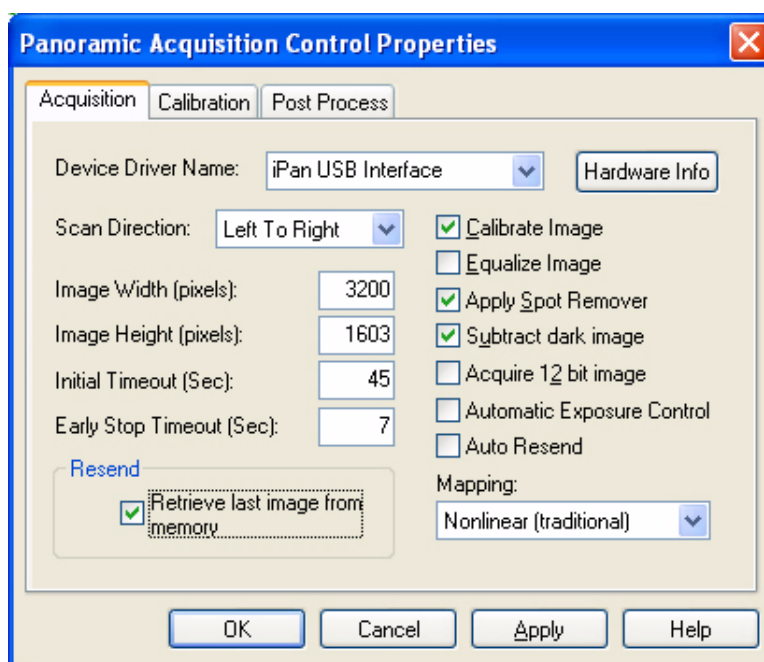 Panoramic Acquisition Control Properties
Acquisition Calibration Post Process
Device Driver Name: iPan USB Interface Hardware Info
Scan Direction: Left To Right
Calibrate Image
Equalize Image
Image Width (pixels): 3200
Apply Spot Remover
Image Height (pixels): 1603
Subtract dark image
Initial Timeout (Sec): 45
Acquire 12 bit image
Early Stop Timeout (Sec): 7
Automatic Exposure Control
Auto Resend
Resend
Retrieve last image from
memory
Mapping:
Nonlinear (traditional)
OK Cancel Apply Help